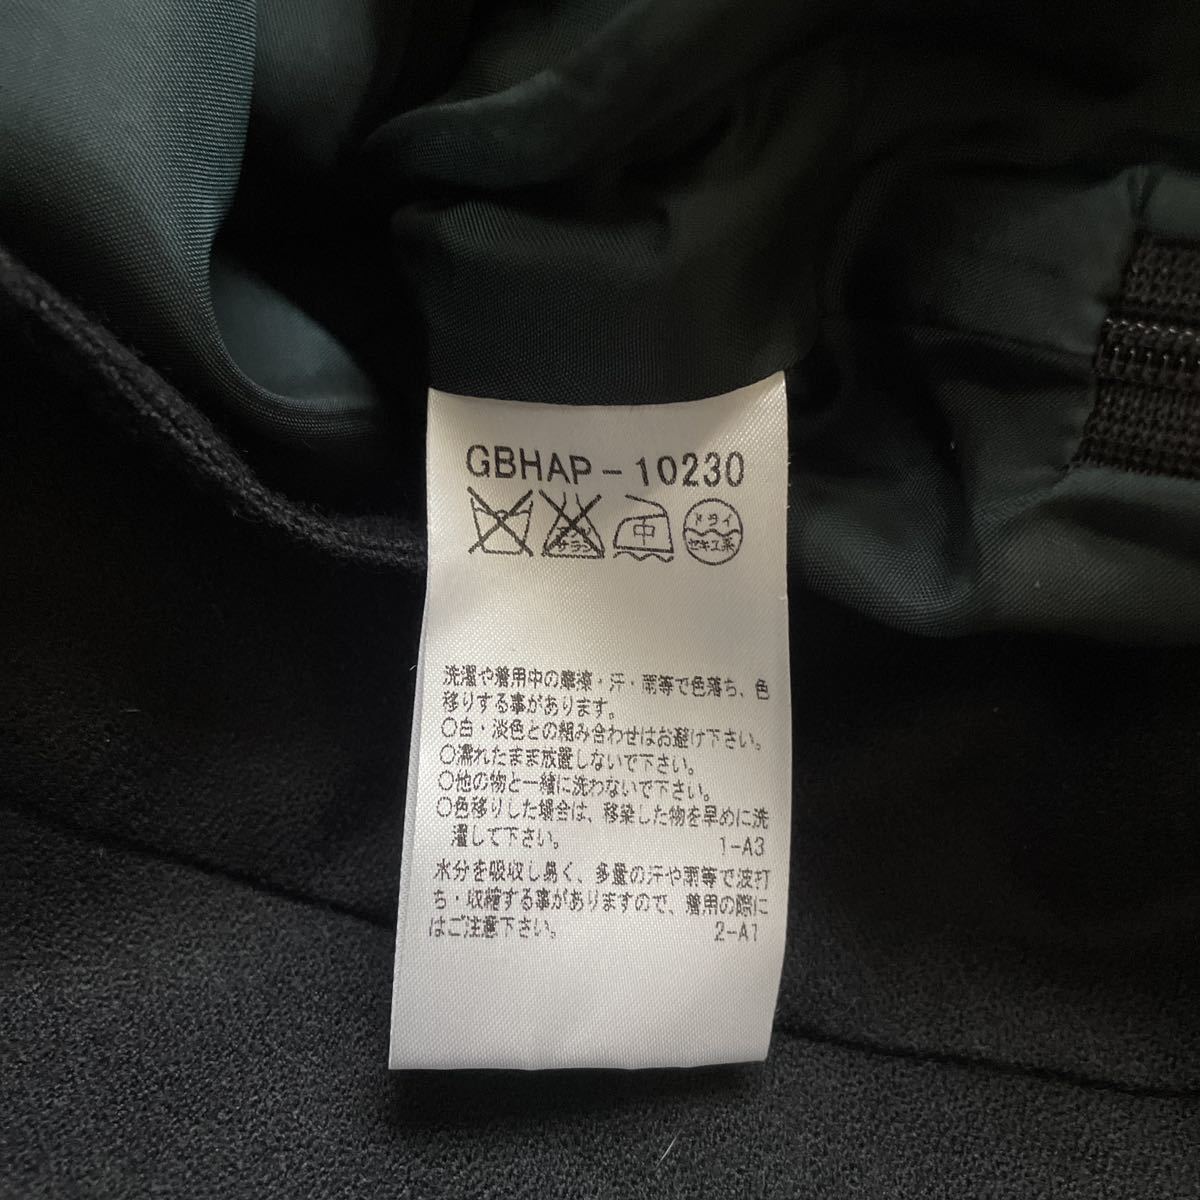 GBHAP-10230
エンソ
サラシ
中
ドライ
セキユ系
洗濯や着用中の摩擦・汗・雨等で色落ち、色
移りする事があります。
○白・淡色との組み合わせはお避け下さい。
○濡れたまま放置しないで下さい。
○他の物と一緒に洗わないで下さい。
○色移りした場合は、移染した物を早めに洗
濯して下さい。 1-A3
水分を吸収し易く、多量の汗や雨等で波打
ち・収縮する事がありますので、着用の際に
はご注意下さい。 2-A1